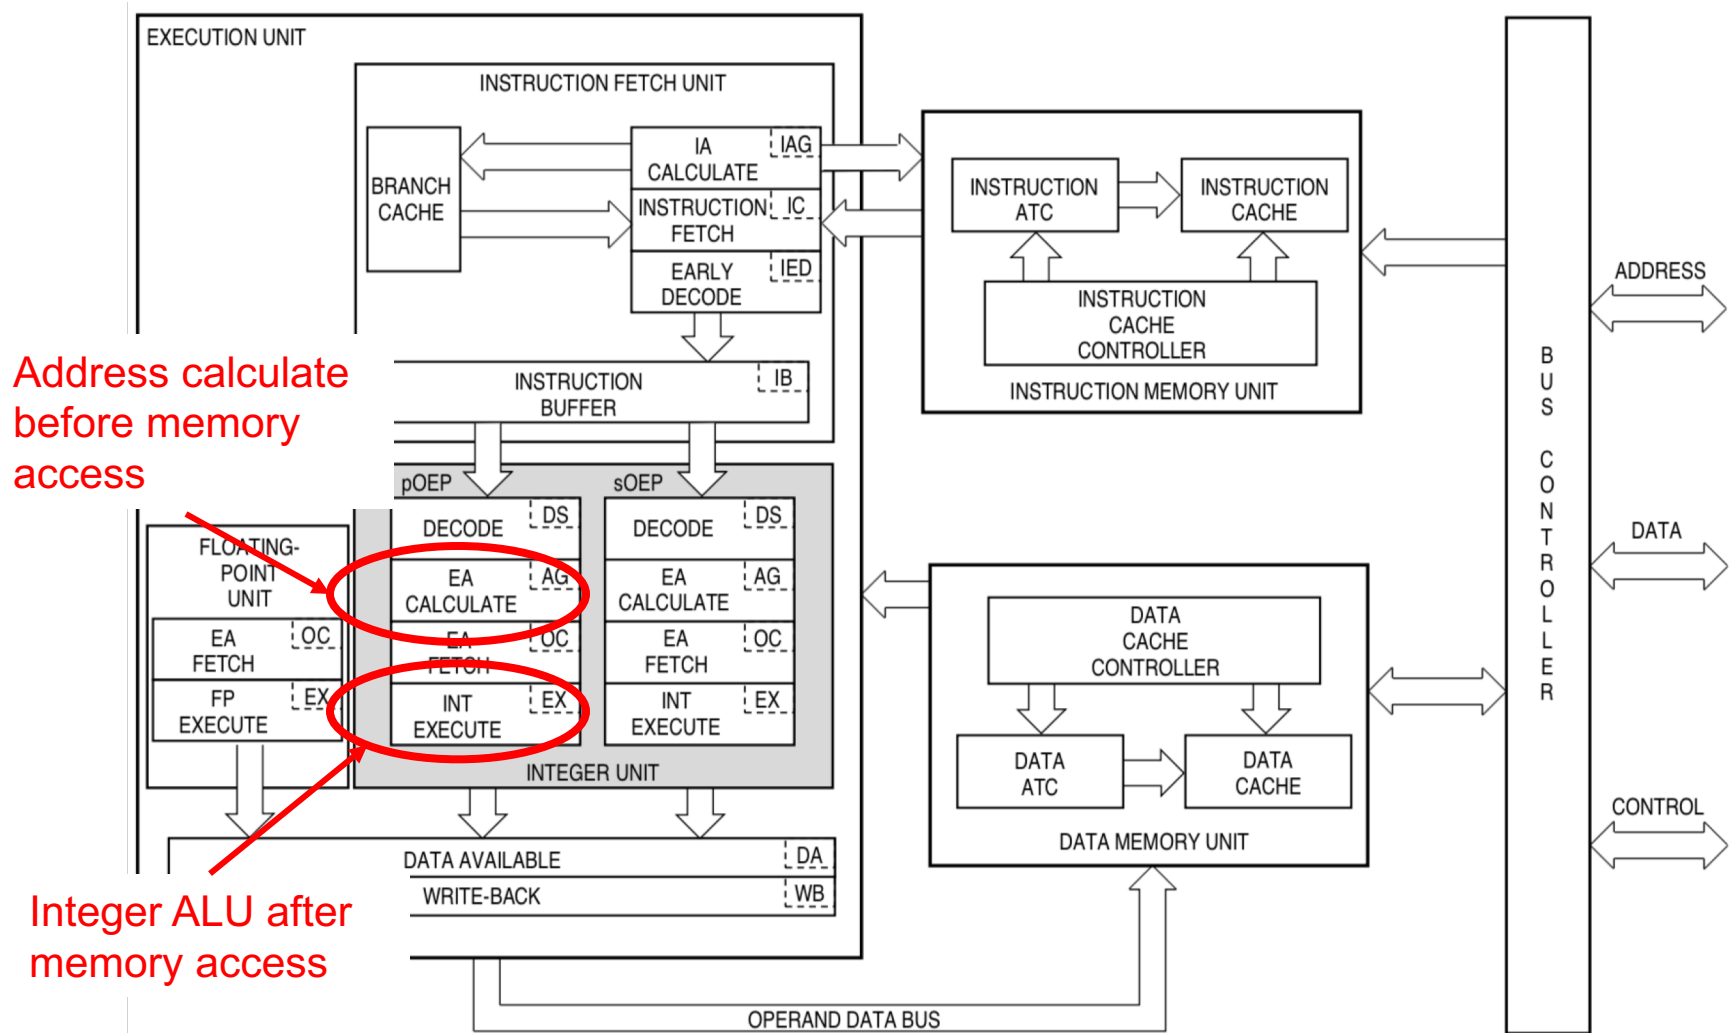 EXECUTION UNIT
INSTRUCTION FETCH UNIT
BRANCH
CACHE
IA
CALCULATE
IAG
INSTRUCTION
FETCH
IC
EARLY
DECODE
IED
INSTRUCTION
BUFFER
IB
INSTRUCTION
ATC
INSTRUCTION
CACHE
INSTRUCTION
CACHE
CONTROLLER
INSTRUCTION MEMORY UNIT
Address calculate
before memory
access
pOEP
sOEP
FLOATING-
POINT
UNIT
EA
FETCH
OC
FP
EXECUTE
EX
DECODE
DS
EA
CALCULATE
AG
EA
FETCH
OC
INT
EXECUTE
EX
DECODE
DS
EA
CALCULATE
AG
EA
FETCH
OC
INT
EXECUTE
EX
INTEGER UNIT
DATA AVAILABLE
DA
WRITE-BACK
WB
Integer ALU after
memory access
DATA
CACHE
CONTROLLER
DATA
ATC
DATA
CACHE
DATA MEMORY UNIT
OPERAND DATA BUS
BUS CONTROLLER
ADDRESS
DATA
CONTROL